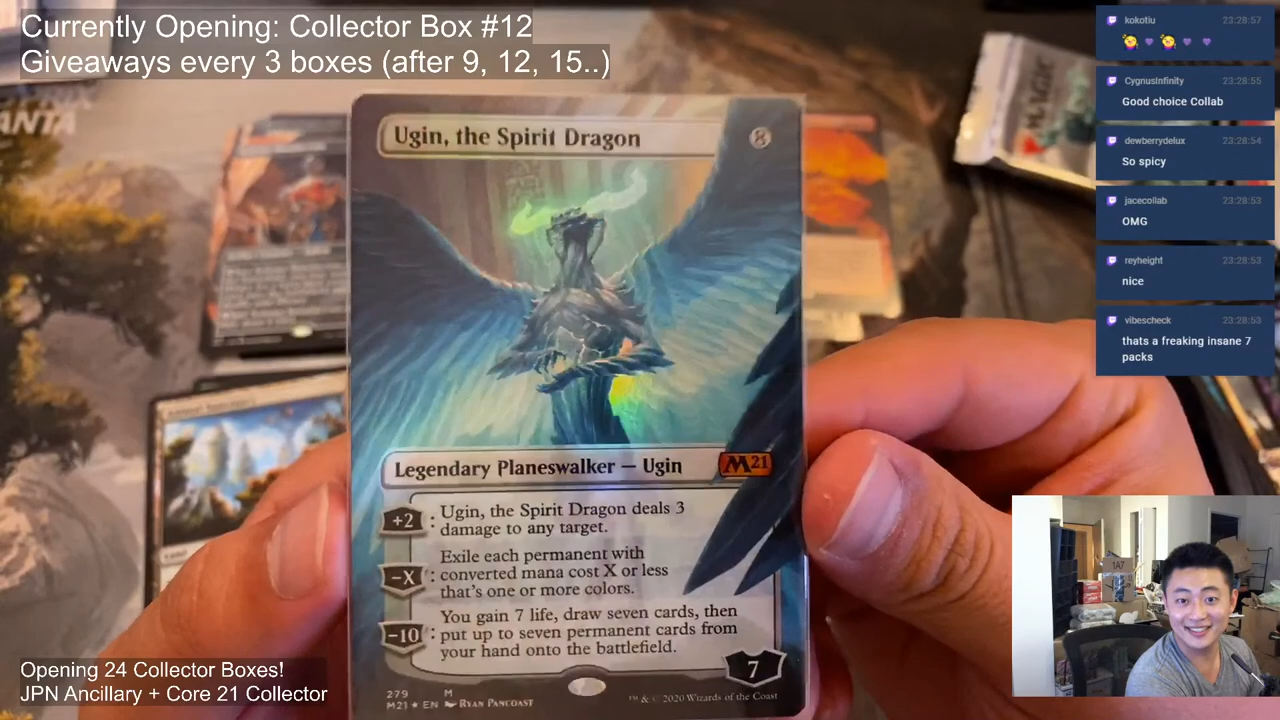 Currently Opening: Collector Box #12
Giveaways every 3 boxes (after 9, 12, 15..)
ANTA
MAGIC
Ugin, the Spirit Dragon
8
Legendary Planeswalker — Ugin
M21
+2 : Ugin, the Spirit Dragon deals 3
damage to any target.
Exile each permanent with
−X : converted mana cost X or less
that's one or more colors.
You gain 7 life, draw seven cards, then
−10 : put up to seven permanent cards from
your hand onto the battlefield.
7
279 M
M21 ★ EN RYAN PANCOAST
™ & © 2020 Wizards of the Coast
kokotiu 23:28:57
CygnusInfinity 23:28:55
Good choice Collab
dewberrydelux 23:28:54
So spicy
jacecollab 23:28:53
OMG
reyheight 23:28:53
nice
vibescheck 23:28:53
thats a freaking insane 7
packs
1A7
Opening 24 Collector Boxes!
JPN Ancillary + Core 21 Collector